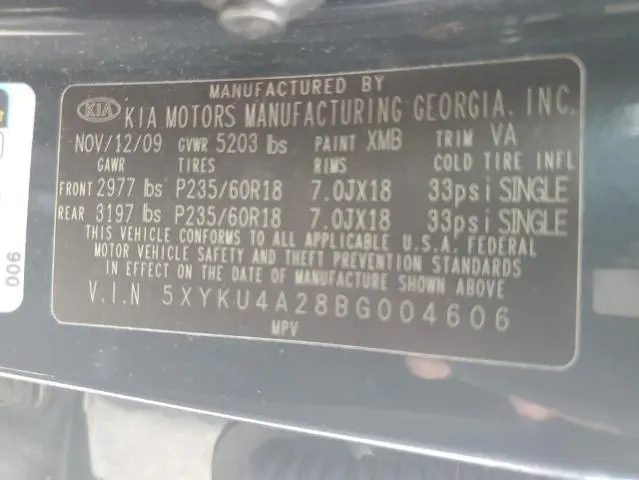 MANUFACTURED BY
KIA KIA MOTORS MANUFACTURING GEORGIA, INC.
NOV/12/09 GVWR 5203 lbs PAINT XMB TRIM VA
GAWR TIRES RIMS COLD TIRE INFL
FRONT 2977 lbs P235/60R18 7.0JX18 33psi SINGLE
REAR 3197 lbs P235/60R18 7.0JX18 33psi SINGLE
THIS VEHICLE CONFORMS TO ALL APPLICABLE U.S.A. FEDERAL
MOTOR VEHICLE SAFETY AND THEFT PREVENTION STANDARDS
IN EFFECT ON THE DATE OF MANUFACTURE SHOWN ABOVE
V.I.N 5XYKU4A28BG004606
MPV
006